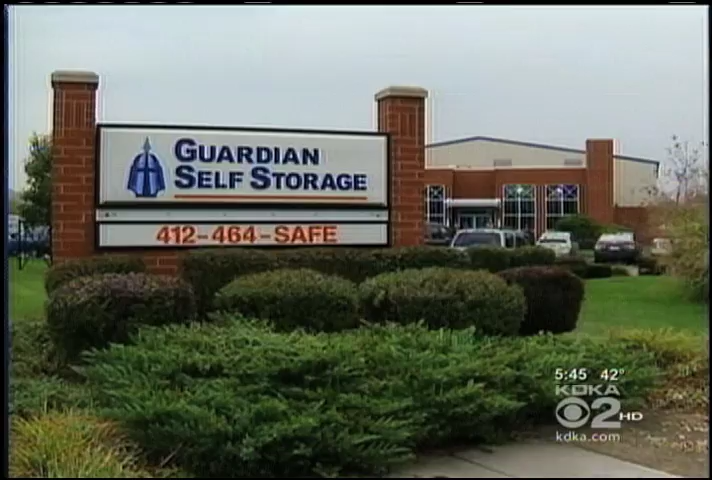 GUARDIAN
SELF STORAGE
412-464-SAFE
5:45 42°
KDKA
2 HD
kdka.com